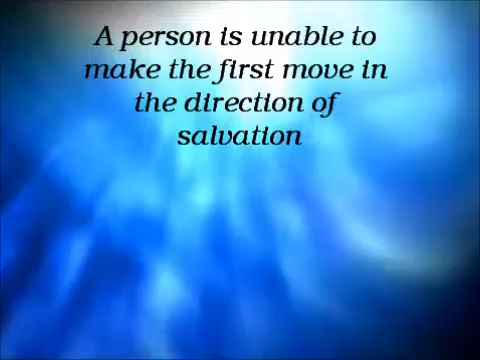 A person is unable to
make the first move in
the direction of
salvation